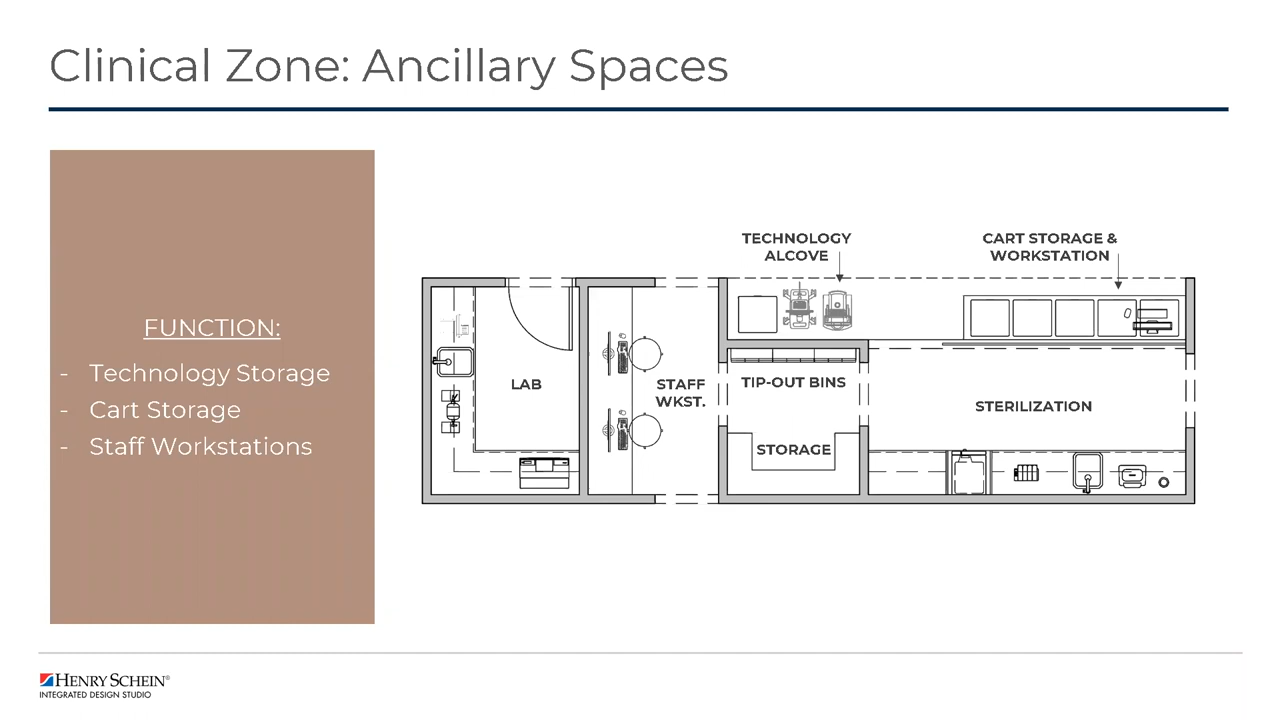 Clinical Zone: Ancillary Spaces
FUNCTION:
- Technology Storage
- Cart Storage
- Staff Workstations
TECHNOLOGY
ALCOVE
CART STORAGE &
WORKSTATION
LAB
STAFF
WKST.
TIP-OUT BINS
STORAGE
STERILIZATION
HENRY SCHEIN®
INTEGRATED DESIGN STUDIO